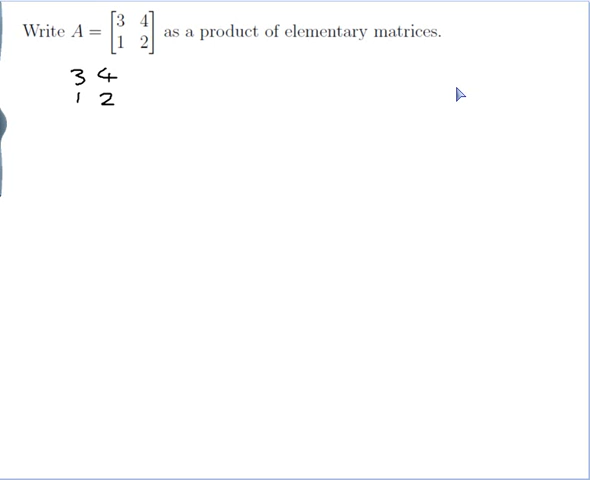 Write A = [3 4
1 2] as a product of elementary matrices.
3 4
1 2